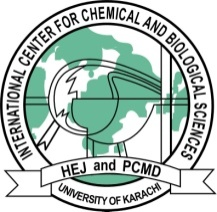 INTERNATIONAL CENTER FOR CHEMICAL AND BIOLOGICAL SCIENCES
HEJ and PCMD
UNIVERSITY OF KARACHI